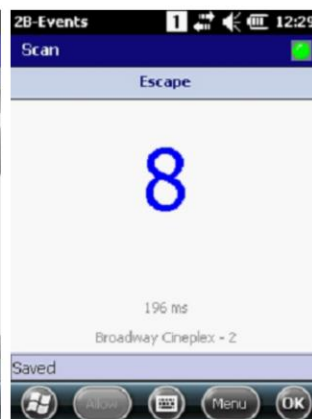 2B-Events 1 12:29
Scan
Escape
8
196 ms
Broadway Cineplex - 2
Saved
Allow Menu OK